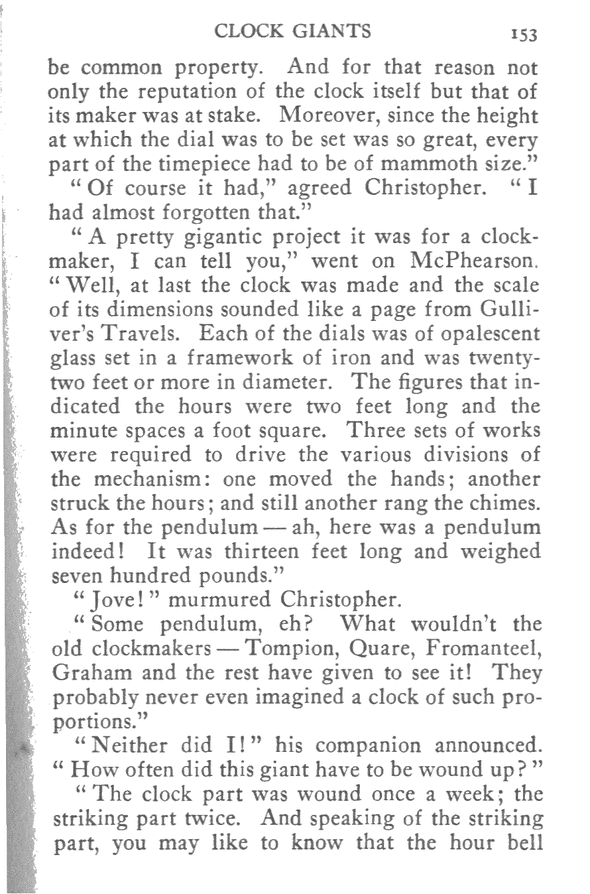 CLOCK GIANTS 153
be common property. And for that reason not
only the reputation of the clock itself but that of
its maker was at stake. Moreover, since the height
at which the dial was to be set was so great, every
part of the timepiece had to be of mammoth size.”
“ Of course it had,” agreed Christopher. “ I
had almost forgotten that.”
“ A pretty gigantic project it was for a clock-
maker, I can tell you,” went on McPhearson.
“ Well, at last the clock was made and the scale
of its dimensions sounded like a page from Gulli-
ver’s Travels. Each of the dials was of opalescent
glass set in a framework of iron and was twenty-
two feet or more in diameter. The figures that in-
dicated the hours were two feet long and the
minute spaces a foot square. Three sets of works
were required to drive the various divisions of
the mechanism: one moved the hands; another
struck the hours; and still another rang the chimes.
As for the pendulum — ah, here was a pendulum
indeed! It was thirteen feet long and weighed
seven hundred pounds.”
“ Jove! ” murmured Christopher.
“ Some pendulum, eh? What wouldn’t the
old clockmakers — Tompion, Quare, Fromanteel,
Graham and the rest have given to see it! They
probably never even imagined a clock of such pro-
portions.”
“ Neither did I! ” his companion announced.
“ How often did this giant have to be wound up? ”
“ The clock part was wound once a week; the
striking part twice. And speaking of the striking
part, you may like to know that the hour bell